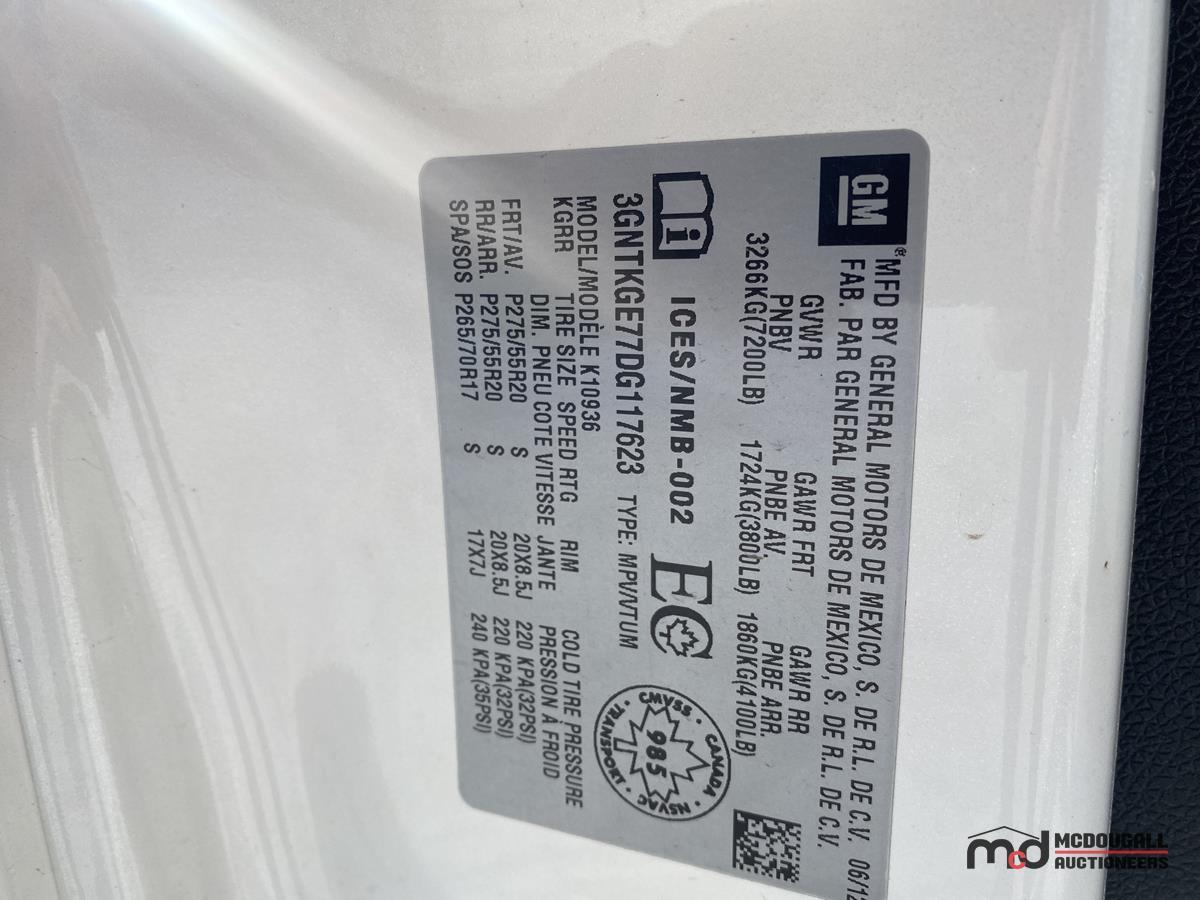 GM
MFD BY GENERAL MOTORS DE MEXICO, S. DE R.L. DE C.V. 06/12
FAB. PAR GENERAL MOTORS DE MEXICO, S. DE R.L. DE C.V.
GVWR GAWR FRT GAWR RR
PNBV PNBE AV. PNBE ARR.
3266KG(7200LB) 1724KG(3800LB) 1860KG(4100LB)
i ICES/NMB-002 EC
3GNTKGE77DG117623 TYPE: MPV/VTUM
CMVSS · CANADA · NSVAC · TRANSPORT ·
985
MODEL/MODÈLE K10936
KGRR TIRE SIZE SPEED RTG RIM COLD TIRE PRESSURE
DIM. PNEU COTE VITESSE JANTE PRESSION À FROID
FRT/AV. P275/55R20 S 20X8.5J 220 KPA(32PSI)
RR/ARR. P275/55R20 S 20X8.5J 220 KPA(32PSI)
SPA/SOS P265/70R17 S 17X7J 240 KPA(35PSI)
mcd MCDOUGALL
AUCTIONEERS